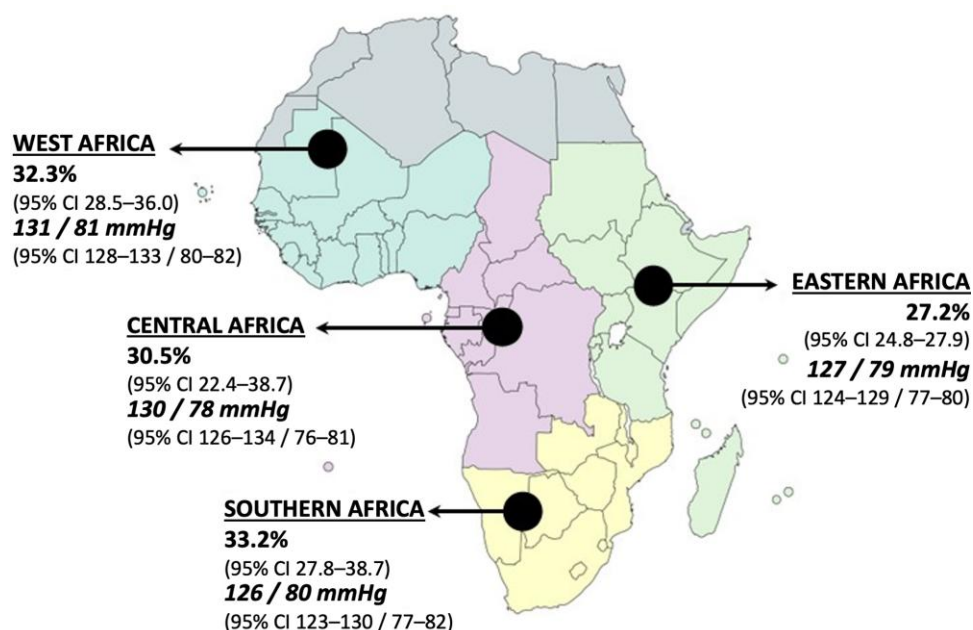 WEST AFRICA
32.3%
(95% CI 28.5–36.0)
131 / 81 mmHg
(95% CI 128–133 / 80–82)
EASTERN AFRICA
27.2%
(95% CI 24.8–27.9)
127 / 79 mmHg
(95% CI 124–129 / 77–80)
CENTRAL AFRICA
30.5%
(95% CI 22.4–38.7)
130 / 78 mmHg
(95% CI 126–134 / 76–81)
SOUTHERN AFRICA
33.2%
(95% CI 27.8–38.7)
126 / 80 mmHg
(95% CI 123–130 / 77–82)